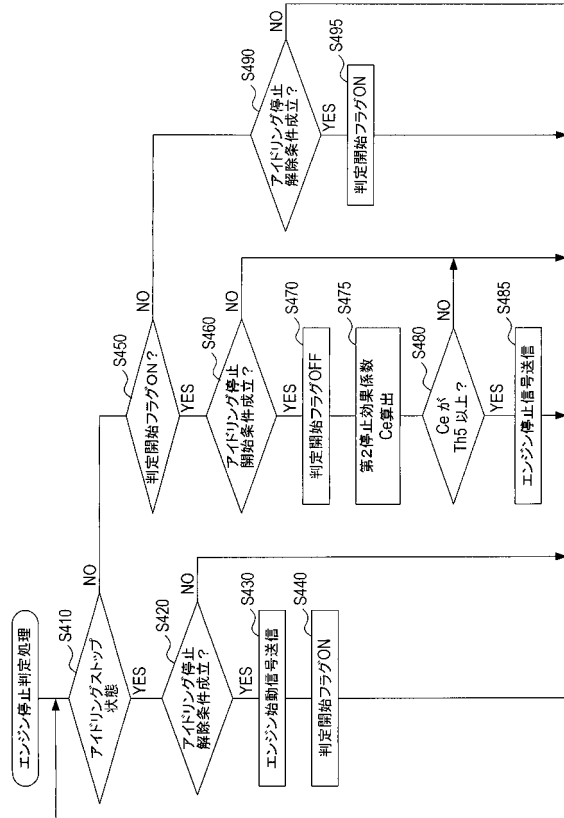 エンジン停止判定処理
S410
アイドリングストップ
状態
NO
YES
S420
アイドリング停止
解除条件成立?
NO
YES
S430
エンジン始動信号送信
S440
判定開始フラグON
S450
判定開始フラグON?
NO
YES
S460
アイドリング停止
開始条件成立?
NO
YES
S470
判定開始フラグOFF
S475
第2停止効果係数
Ce算出
S480
Ceが
Th5以上?
NO
YES
S485
エンジン停止信号送信
S490
アイドリング停止
解除条件成立?
NO
YES
S495
判定開始フラグON